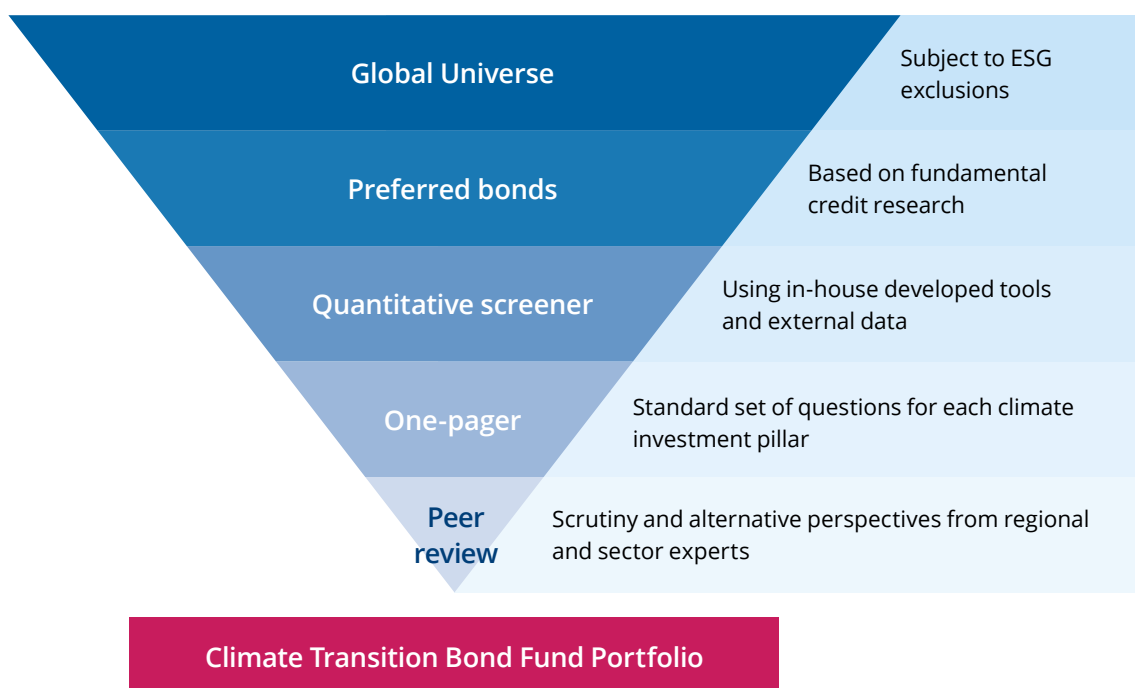 Global Universe
Subject to ESG
exclusions
Preferred bonds
Based on fundamental
credit research
Quantitative screener
Using in-house developed tools
and external data
One-pager
Standard set of questions for each climate
investment pillar
Peer
review
Scrutiny and alternative perspectives from regional
and sector experts
Climate Transition Bond Fund Portfolio